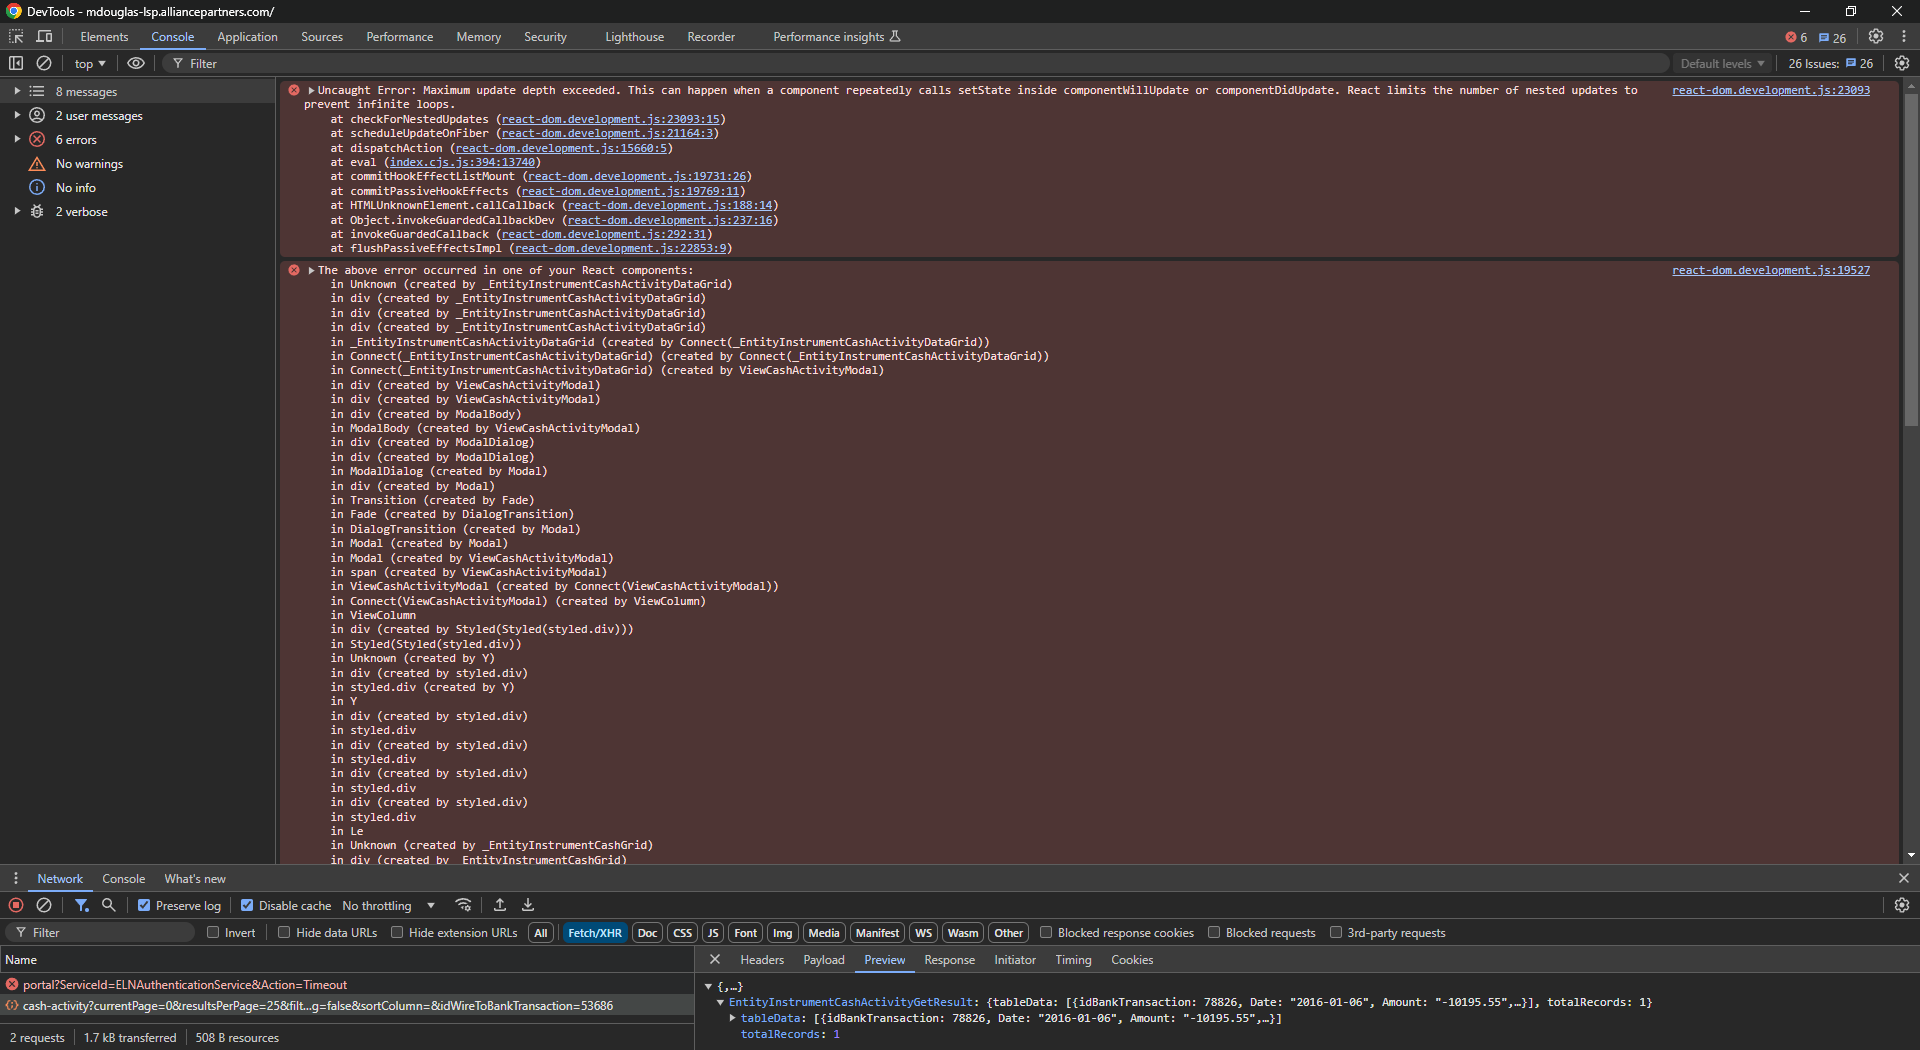 DevTools - mdouglas-lsp.alliancepartners.com/
Elements Console Application Sources Performance Memory Security Lighthouse Recorder Performance insights 6 26
top Filter Default levels 26 Issues: 26
8 messages
2 user messages
6 errors
No warnings
No info
2 verbose
Uncaught Error: Maximum update depth exceeded. This can happen when a component repeatedly calls setState inside componentWillUpdate or componentDidUpdate. React limits the number of nested updates to react-dom.development.js:23093
prevent infinite loops.
at checkForNestedUpdates (react-dom.development.js:23093:15)
at scheduleUpdateOnFiber (react-dom.development.js:21164:3)
at dispatchAction (react-dom.development.js:15660:5)
at eval (index.cjs.js:394:13740)
at commitHookEffectListMount (react-dom.development.js:19731:26)
at commitPassiveHookEffects (react-dom.development.js:19769:11)
at HTMLUnknownElement.callCallback (react-dom.development.js:188:14)
at Object.invokeGuardedCallbackDev (react-dom.development.js:237:16)
at invokeGuardedCallback (react-dom.development.js:292:31)
at flushPassiveEffectsImpl (react-dom.development.js:22853:9)
The above error occurred in one of your React components: react-dom.development.js:19527
in Unknown (created by _EntityInstrumentCashActivityDataGrid)
in div (created by _EntityInstrumentCashActivityDataGrid)
in div (created by _EntityInstrumentCashActivityDataGrid)
in div (created by _EntityInstrumentCashActivityDataGrid)
in _EntityInstrumentCashActivityDataGrid (created by Connect(_EntityInstrumentCashActivityDataGrid))
in Connect(_EntityInstrumentCashActivityDataGrid) (created by Connect(_EntityInstrumentCashActivityDataGrid))
in Connect(_EntityInstrumentCashActivityDataGrid) (created by ViewCashActivityModal)
in div (created by ViewCashActivityModal)
in div (created by ViewCashActivityModal)
in div (created by ModalBody)
in ModalBody (created by ViewCashActivityModal)
in div (created by ModalDialog)
in div (created by ModalDialog)
in ModalDialog (created by Modal)
in div (created by Modal)
in Transition (created by Fade)
in Fade (created by DialogTransition)
in DialogTransition (created by Modal)
in Modal (created by Modal)
in Modal (created by ViewCashActivityModal)
in span (created by ViewCashActivityModal)
in ViewCashActivityModal (created by Connect(ViewCashActivityModal))
in Connect(ViewCashActivityModal) (created by ViewColumn)
in ViewColumn
in div (created by Styled(Styled(styled.div)))
in Styled(Styled(styled.div))
in Unknown (created by Y)
in div (created by styled.div)
in styled.div (created by Y)
in Y
in div (created by styled.div)
in styled.div
in div (created by styled.div)
in styled.div
in div (created by styled.div)
in styled.div
in div (created by styled.div)
in styled.div
in Le
in Unknown (created by _EntityInstrumentCashGrid)
in div (created by _EntityInstrumentCashGrid)
Network Console What's new
Preserve log Disable cache No throttling
Filter Invert Hide data URLs Hide extension URLs All Fetch/XHR Doc CSS JS Font Img Media Manifest WS Wasm Other Blocked response cookies Blocked requests 3rd-party requests
Name Headers Payload Preview Response Initiator Timing Cookies
portal?ServiceId=ELNAuthenticationService&Action=Timeout
cash-activity?currentPage=0&resultsPerPage=25&filt...g=false&sortColumn=&idWireToBankTransaction=53686
{,…}
EntityInstrumentCashActivityGetResult: {tableData: [{idBankTransaction: 78826, Date: "2016-01-06", Amount: "-10195.55",…}], totalRecords: 1}
tableData: [{idBankTransaction: 78826, Date: "2016-01-06", Amount: "-10195.55",…}]
totalRecords: 1
2 requests 1.7 kB transferred 508 B resources